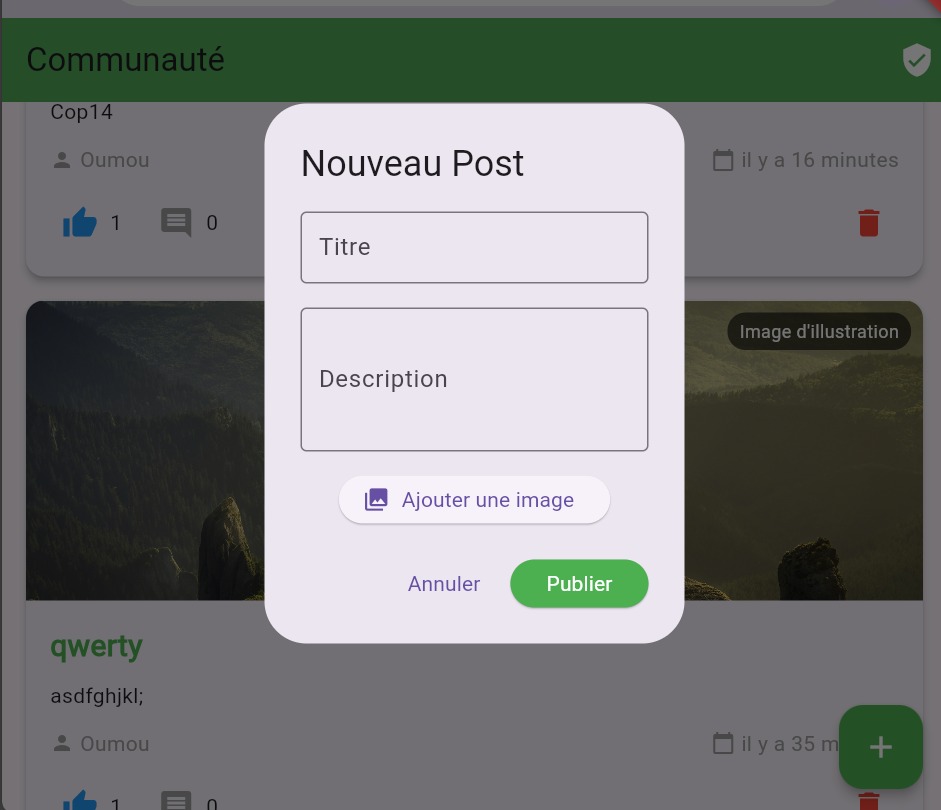 Communauté
Cop14
Oumou
il y a 16 minutes
1
0
Nouveau Post
Titre
Description
Ajouter une image
Annuler
Publier
Image d'illustration
qwerty
asdfghjkl;
Oumou
il y a 35 m
1
0